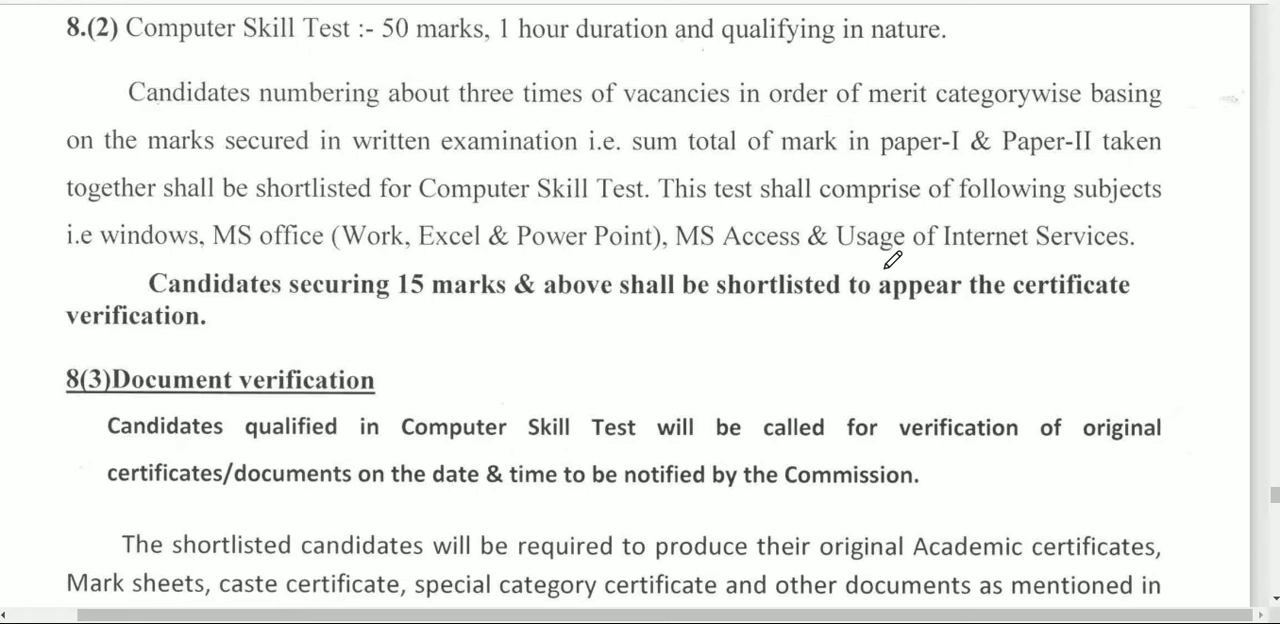 8.(2) Computer Skill Test :- 50 marks, 1 hour duration and qualifying in nature.
Candidates numbering about three times of vacancies in order of merit categorywise basing
on the marks secured in written examination i.e. sum total of mark in paper-I & Paper-II taken
together shall be shortlisted for Computer Skill Test. This test shall comprise of following subjects
i.e windows, MS office (Work, Excel & Power Point), MS Access & Usage of Internet Services.
Candidates securing 15 marks & above shall be shortlisted to appear the certificate
verification.
8(3)Document verification
Candidates qualified in Computer Skill Test will be called for verification of original
certificates/documents on the date & time to be notified by the Commission.
The shortlisted candidates will be required to produce their original Academic certificates,
Mark sheets, caste certificate, special category certificate and other documents as mentioned in